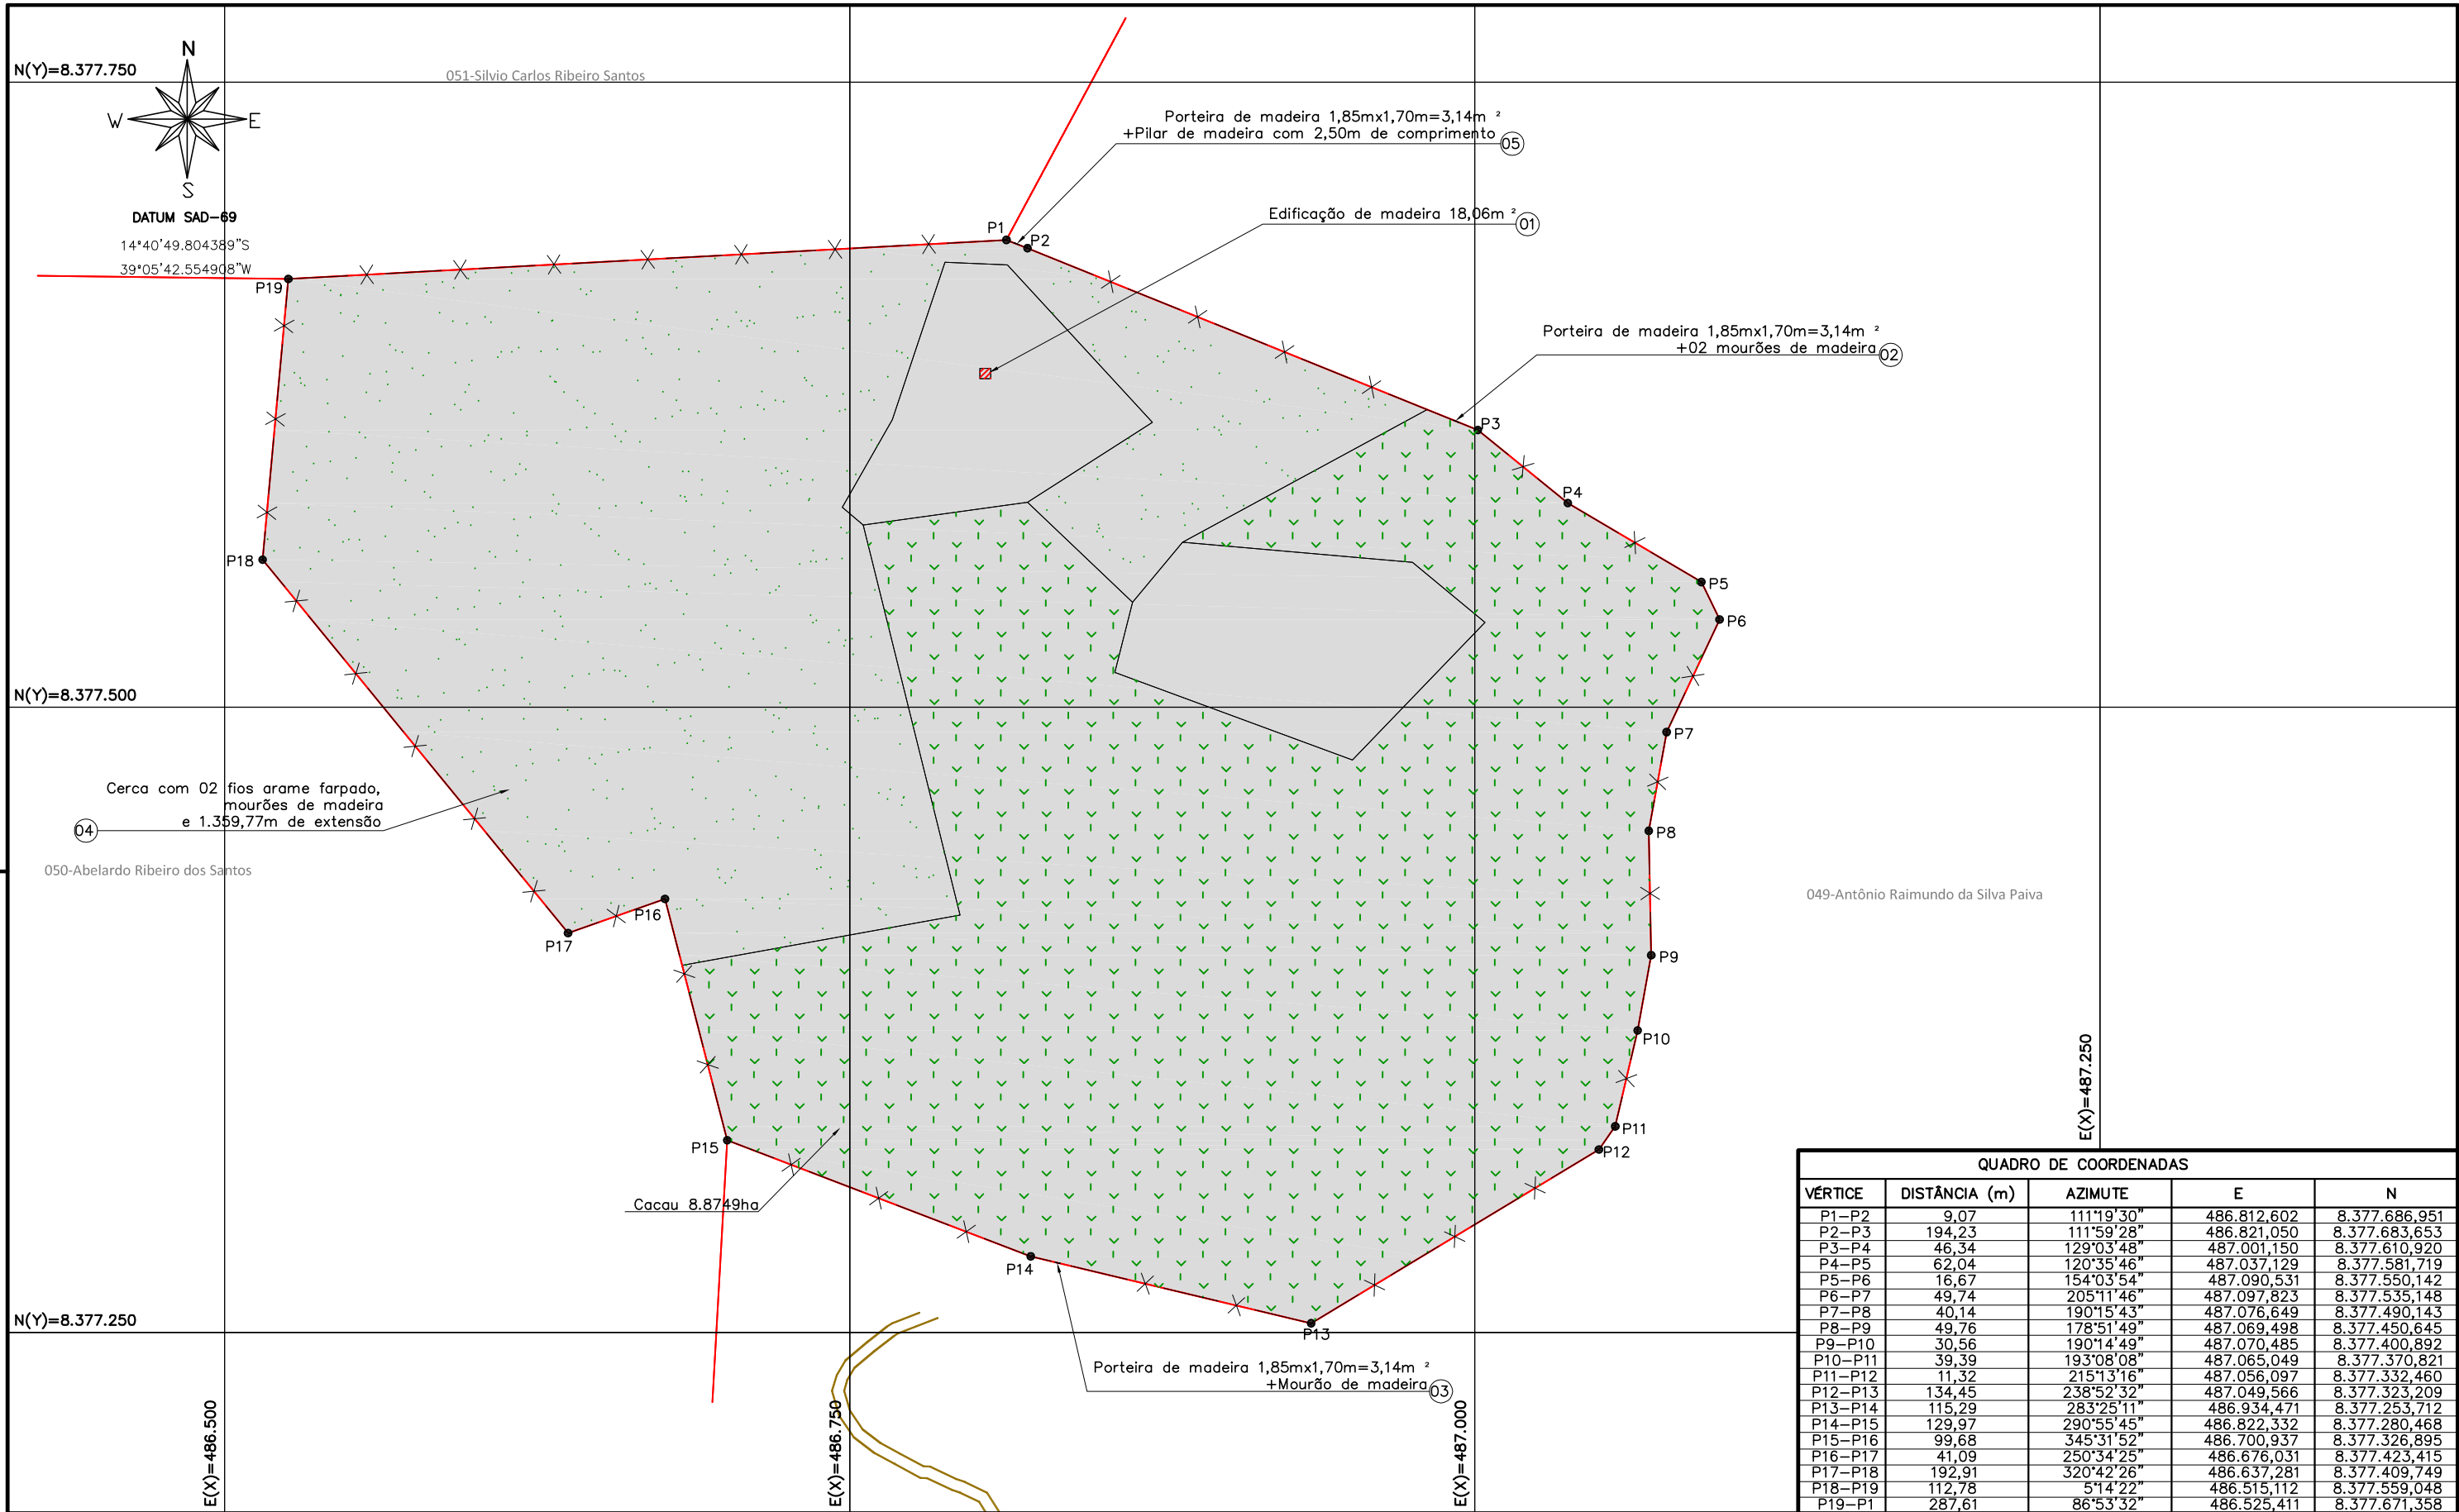 N(Y)=8.377.750
N
W
E
S
051-Silvio Carlos Ribeiro Santos
DATUM SAD-69
14°40'49.804389"S
39°05'42.554908"W
Porteira de madeira 1,85mx1,70m=3,14m ²
+Pilar de madeira com 2,50m de comprimento
05
Edificação de madeira 18,06m ²
01
Porteira de madeira 1,85mx1,70m=3,14m ²
+02 mourões de madeira
02
P1
P2
P19
P3
P4
P18
P5
P6
N(Y)=8.377.500
P7
Cerca com 02 fios arame farpado,
mourões de madeira
e 1.359,77m de extensão
04
P8
050-Abelardo Ribeiro dos Santos
049-Antônio Raimundo da Silva Paiva
P16
P17
P9
P10
P11
P15
P12
Cacau 8.8749ha
P14
P13
N(Y)=8.377.250
Porteira de madeira 1,85mx1,70m=3,14m ²
+Mourão de madeira
03
E(X)=486.500
E(X)=486.750
E(X)=487.000
E(X)=487.250
QUADRO DE COORDENADAS
VÉRTICE DISTÂNCIA (m) AZIMUTE E N
P1-P2 9,07 111°19'30" 486.812,602 8.377.686,951
P2-P3 194,23 111°59'28" 486.821,050 8.377.683,653
P3-P4 46,34 129°03'48" 487.001,150 8.377.610,920
P4-P5 62,04 120°35'46" 487.037,129 8.377.581,719
P5-P6 16,67 154°03'54" 487.090,531 8.377.550,142
P6-P7 49,74 205°11'46" 487.097,823 8.377.535,148
P7-P8 40,14 190°15'43" 487.076,649 8.377.490,143
P8-P9 49,76 178°51'49" 487.069,498 8.377.450,645
P9-P10 30,56 190°14'49" 487.070,485 8.377.400,892
P10-P11 39,39 193°08'08" 487.065,049 8.377.370,821
P11-P12 11,32 215°13'16" 487.056,097 8.377.332,460
P12-P13 134,45 238°52'32" 487.049,566 8.377.323,209
P13-P14 115,29 283°25'11" 486.934,471 8.377.253,712
P14-P15 129,97 290°55'45" 486.822,332 8.377.280,468
P15-P16 99,68 345°31'52" 486.700,937 8.377.326,895
P16-P17 41,09 250°34'25" 486.676,031 8.377.423,415
P17-P18 192,91 320°42'26" 486.637,281 8.377.409,749
P18-P19 112,78 5°14'22" 486.515,112 8.377.559,048
P19-P1 287,61 86°53'32" 486.525,411 8.377.671,358